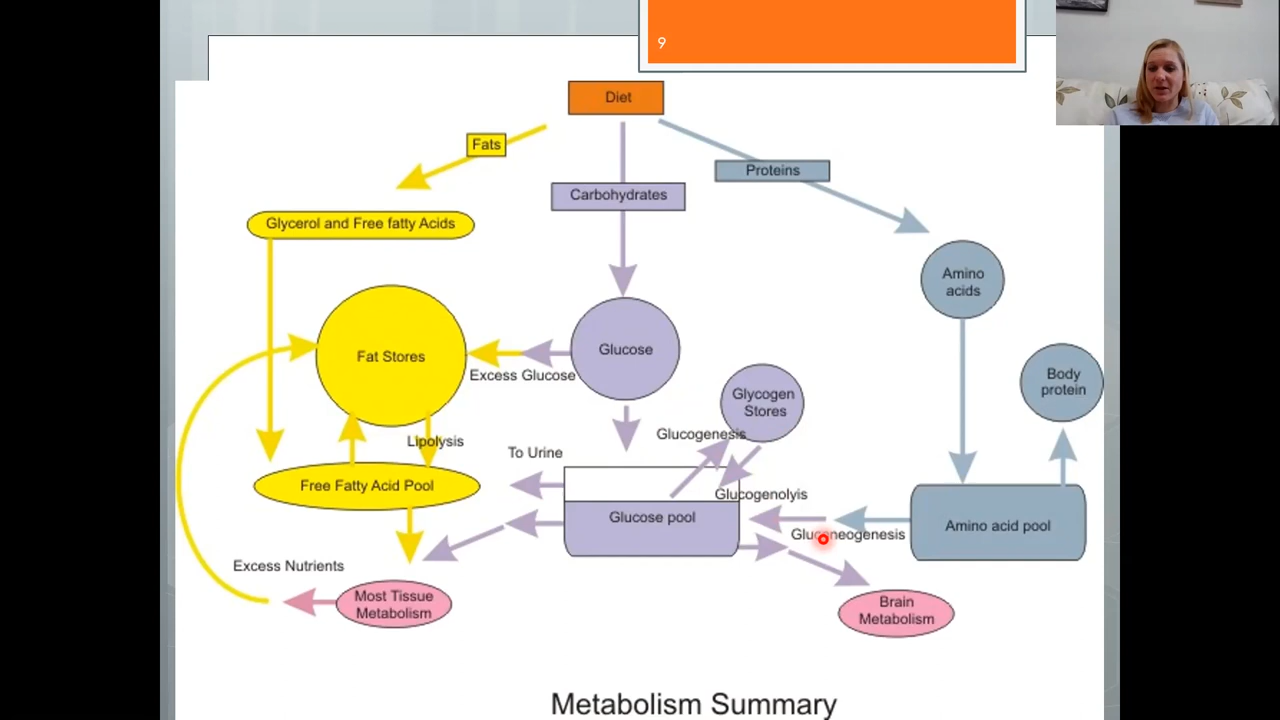 9
Diet
Fats
Proteins
Carbohydrates
Glycerol and Free fatty Acids
Amino
acids
Fat Stores
Glucose
Excess Glucose
Body
protein
Glycogen
Stores
Glucogenesis
Lipolysis
To Urine
Free Fatty Acid Pool
Glucogenolyis
Glucose pool
Amino acid pool
Gluconeogenesis
Excess Nutrients
Most Tissue
Metabolism
Brain
Metabolism
Metabolism Summary